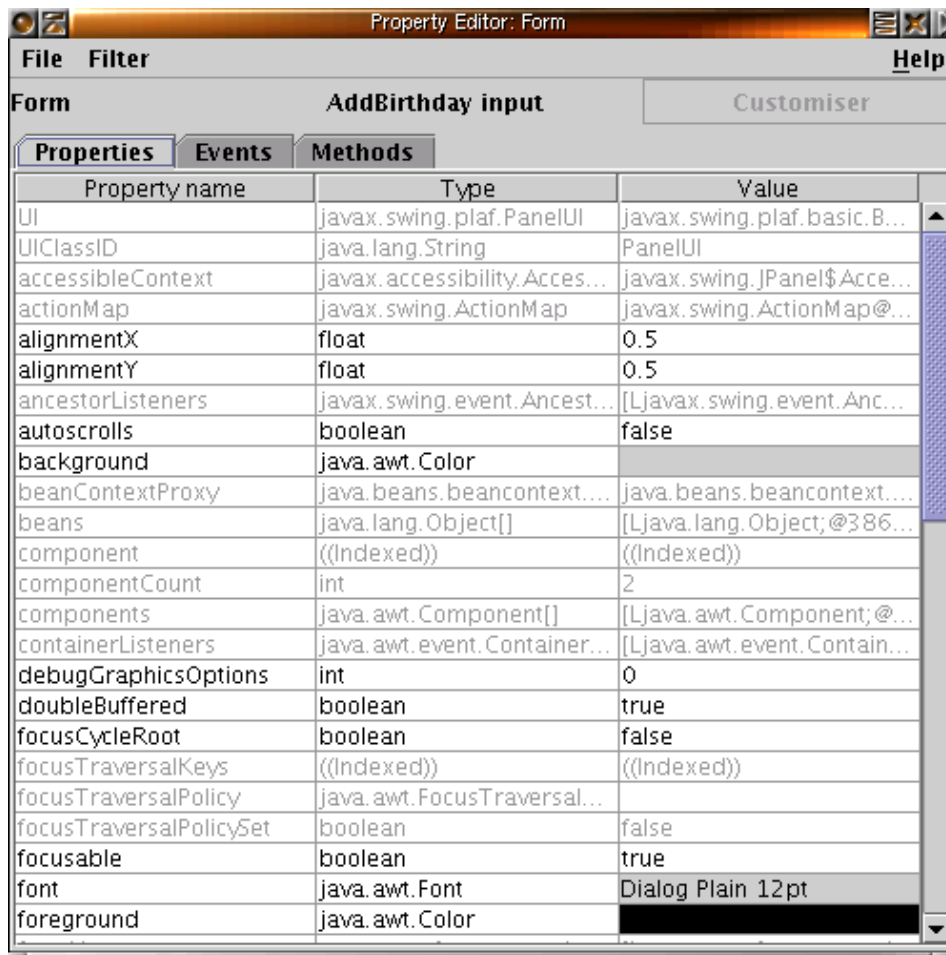 Property Editor: Form
File Filter Help
Form AddBirthday input Customiser
Properties Events Methods
Property name Type Value
UI javax.swing.plaf.PanelUI javax.swing.plaf.basic.B...
UIClassID java.lang.String PanelUI
accessibleContext javax.accessibility.Acces... javax.swing.JPanel$Acce...
actionMap javax.swing.ActionMap javax.swing.ActionMap@...
alignmentX float 0.5
alignmentY float 0.5
ancestorListeners javax.swing.event.Ancest... [Ljavax.swing.event.Anc...
autoscrolls boolean false
background java.awt.Color
beanContextProxy java.beans.beancontext.... java.beans.beancontext....
beans java.lang.Object[] [Ljava.lang.Object;@386...
component ((Indexed)) ((Indexed))
componentCount int 2
components java.awt.Component[] [Ljava.awt.Component;@...
containerListeners java.awt.event.Container... [Ljava.awt.event.Contain...
debugGraphicsOptions int 0
doubleBuffered boolean true
focusCycleRoot boolean false
focusTraversalKeys ((Indexed)) ((Indexed))
focusTraversalPolicy java.awt.FocusTraversal...
focusTraversalPolicySet boolean false
focusable boolean true
font java.awt.Font Dialog Plain 12pt
foreground java.awt.Color